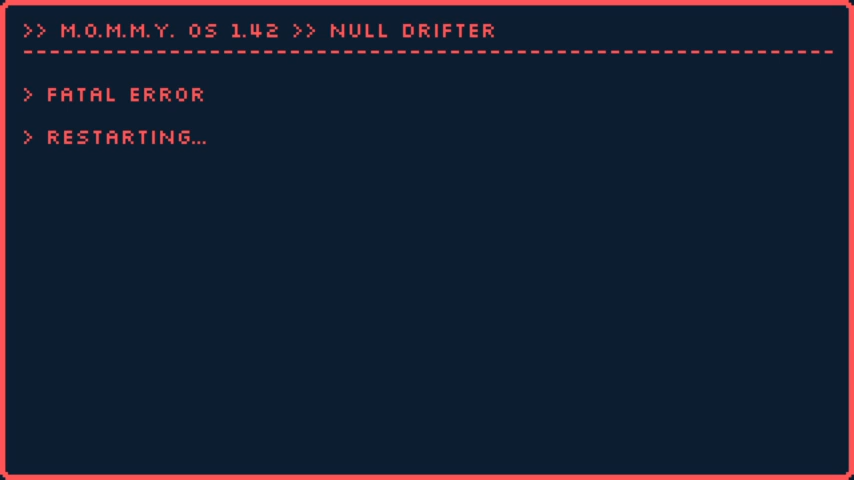 >> M.O.M.M.Y. OS 1.42 >> NULL DRIFTER
> FATAL ERROR
> RESTARTING...